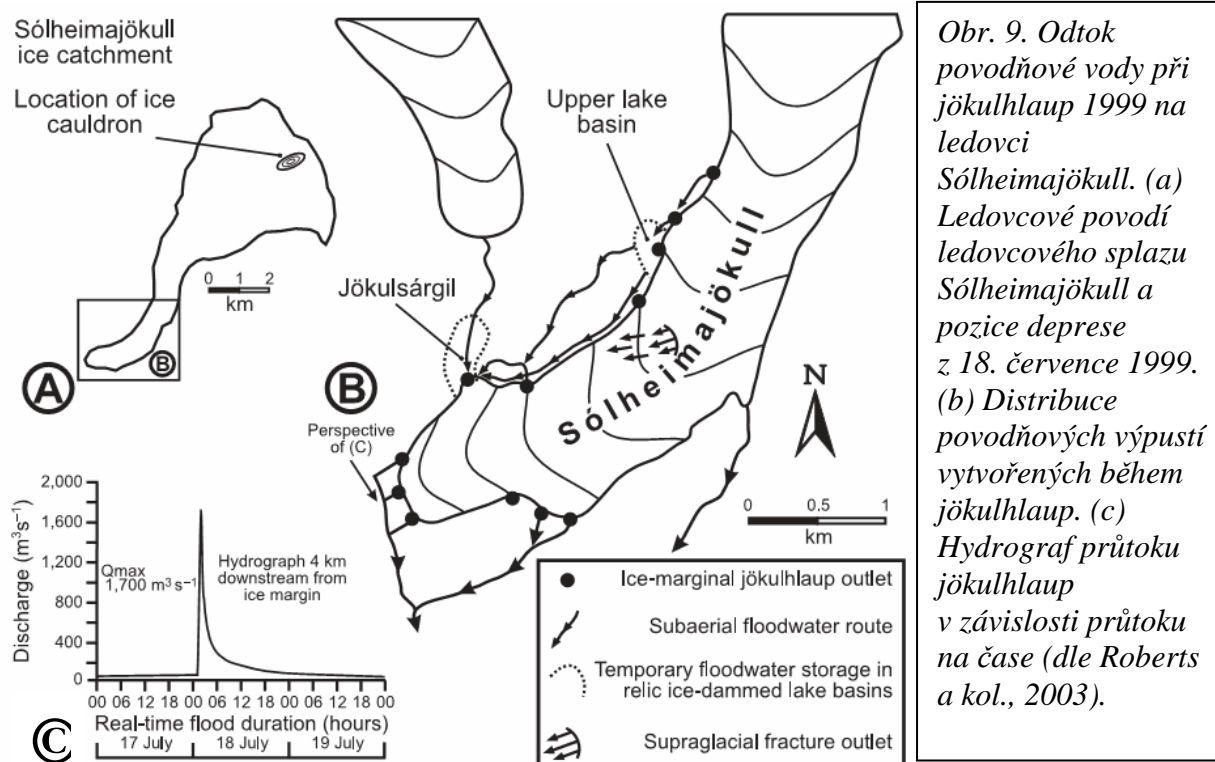 Sólheimajökull
ice catchment
Location of ice
cauldron
0 1 2
km
B
A
Upper lake
basin
Jökulsárgil
Sólheimajökull
B
Perspective
of (C)
N
0 0.5 1
km
Discharge (m³s⁻¹)
2,000
1,600
1,200
800
400
0
Qmax
1,700 m³ s⁻¹
Hydrograph 4 km
downstream from
ice margin
00 06 12 18 00 06 12 18 00 06 12 18 00
Real-time flood duration (hours)
17 July 18 July 19 July
C
Ice-marginal jökulhlaup outlet
Subaerial floodwater route
Temporary floodwater storage in
relic ice-dammed lake basins
Supraglacial fracture outlet
Obr. 9. Odtok
povodňové vody při
jökulhlaup 1999 na
ledovci
Sólheimajökull. (a)
Ledovcové povodí
ledovcového splazu
Sólheimajökull a
pozice deprese
z 18. července 1999.
(b) Distribuce
povodňových výpustí
vytvořených během
jökulhlaup. (c)
Hydrograf průtoku
jökulhlaup
v závislosti průtoku
na čase (dle Roberts
a kol., 2003).